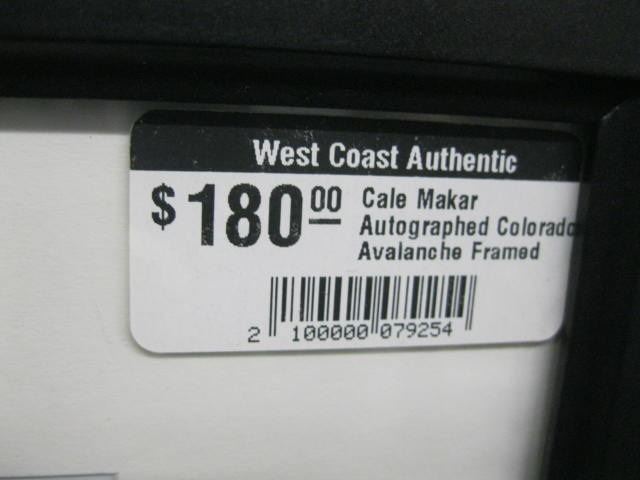 West Coast Authentic
$180.00 Cale Makar
Autographed Colorado
Avalanche Framed
2 100000 079254